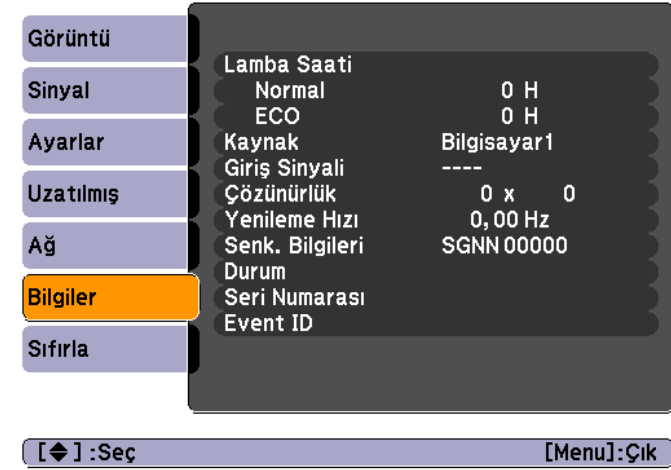 Görüntü
Sinyal
Ayarlar
Uzatılmış
Ağ
Bilgiler
Sıfırla
Lamba Saati
Normal 0 H
ECO 0 H
Kaynak Bilgisayar1
Giriş Sinyali ----
Çözünürlük 0 x 0
Yenileme Hızı 0,00 Hz
Senk. Bilgileri SGNN 00000
Durum
Seri Numarası
Event ID
[◆] :Seç [Menu]:Çık